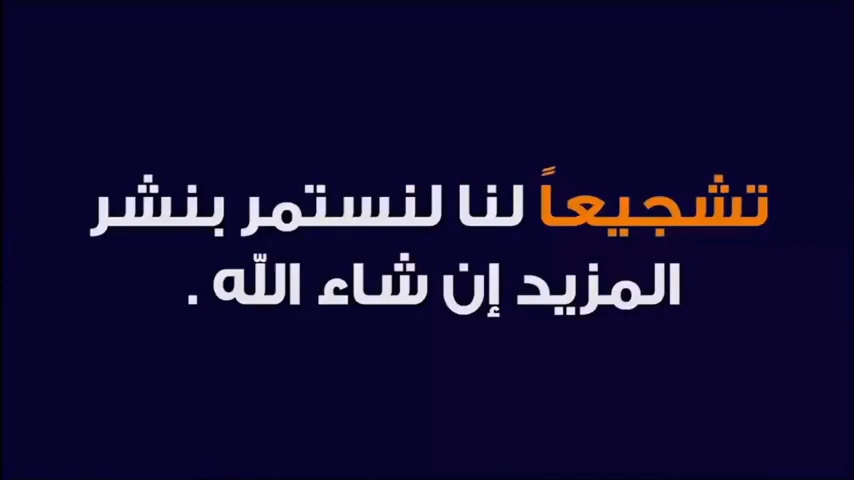 تشجيعاً لنا لنستمر بنشر
المزيد إن شاء الله .